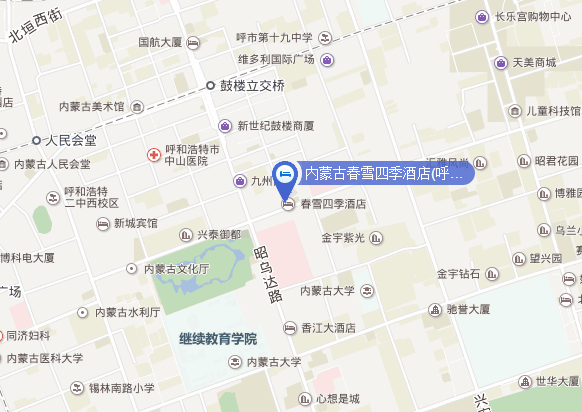 北垣西街
国航大厦
呼市第十九中学
长乐宫购物中心
维多利国际广场
天美商城
鼓楼立交桥
酒店
内蒙古美术馆
儿童科技馆
新世纪鼓楼商厦
人民会堂
呼和浩特市
中山医院
内蒙古人民会堂
昭君花园
内蒙古春雪四季酒店(呼...
九州
呼和浩特
二中西校区
春雪四季酒店
博雅园
新城宾馆
兴泰御都
金宇紫光
乌兰小
昭乌达路
博科电大厦
内蒙古文化厅
望兴园
金宇钻石
广场
内蒙古大学
内蒙古水利厅
驰誉大厦
香江大酒店
同济妇科
继续教育学院
内蒙古医科大学
内蒙古大学
锡林南路小学
世华大厦
心想是城
兴